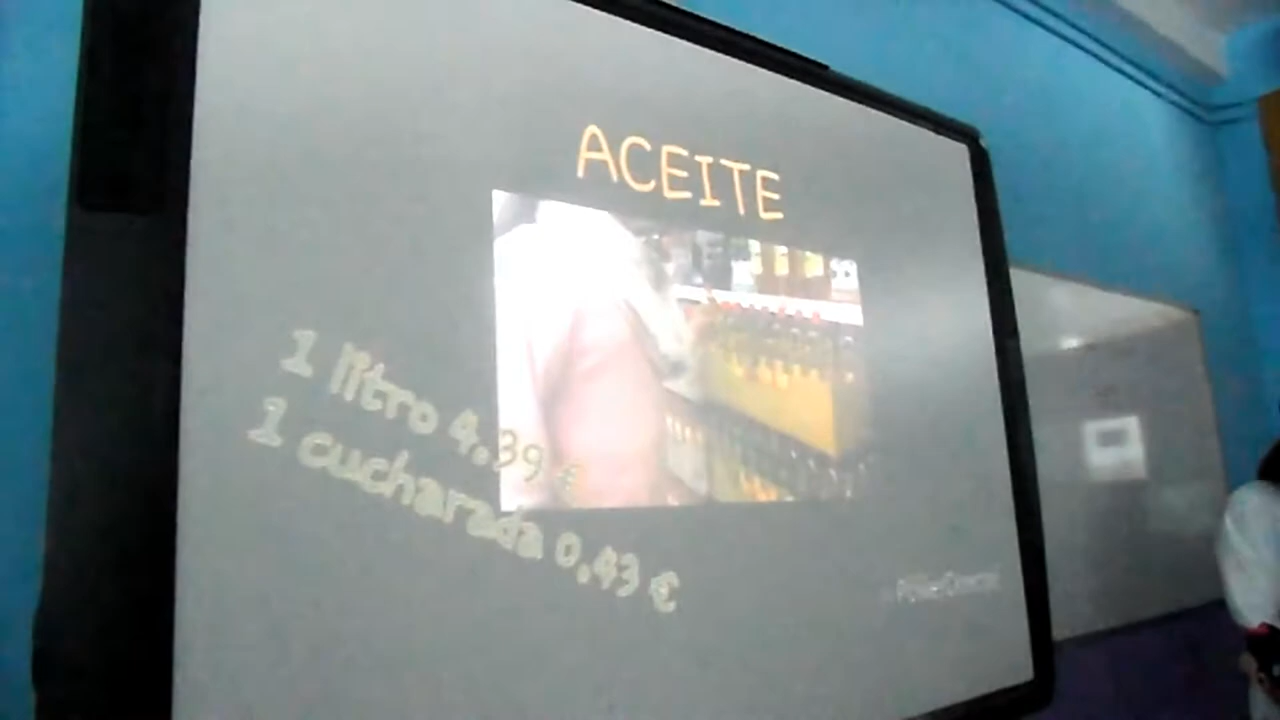 ACEITE
1 litro 4.39 €
1 cucharada 0.43 €